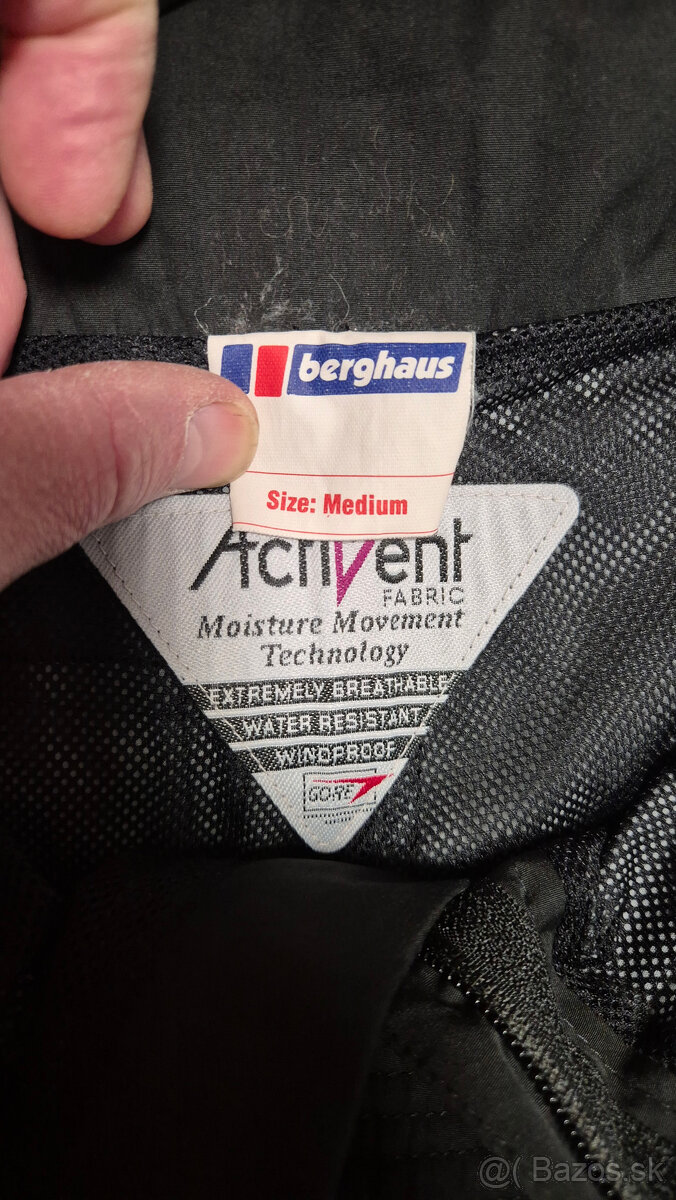 berghaus
Size: Medium
Activent
FABRIC
Moisture Movement
Technology
EXTREMELY BREATHABLE
WATER RESISTANT
WINDPROOF
GORE
@( Bazos.sk